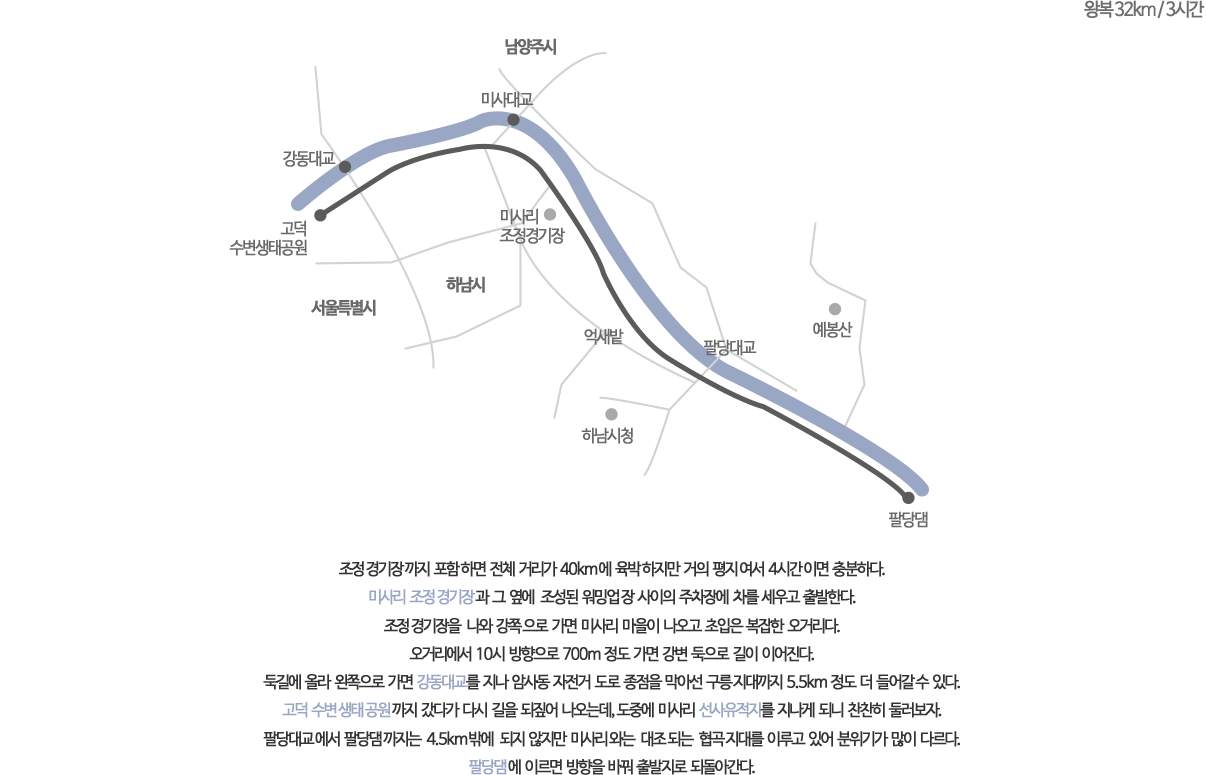 왕복 32km / 3시간
남양주시
미사대교
강동대교
고덕
수변생태공원
미사리
조정경기장
하남시
서울특별시
억새밭
팔당대교
예봉산
하남시청
팔당댐
조정 경기장까지 포함하면 전체 거리가 40km에 육박하지만 거의 평지여서 4시간이면 충분하다.
미사리 조정 경기장과 그 옆에 조성된 워밍업장 사이의 주차장에 차를 세우고 출발한다.
조정 경기장을 나와 강쪽으로 가면 미사리 마을이 나오고 초입은 복잡한 오거리다.
오거리에서 10시 방향으로 700m 정도 가면 강변 둑으로 길이 이어진다.
둑길에 올라 왼쪽으로 가면 강동대교를 지나 암사동 자전거 도로 종점을 막아선 구릉지대까지 5.5km 정도 더 들어갈 수 있다.
고덕 수변생태공원까지 갔다가 다시 길을 되짚어 나오는데, 도중에 미사리 선사유적지를 지나게 되니 찬찬히 둘러보자.
팔당대교에서 팔당댐까지는 4.5km밖에 되지 않지만 미사리와는 대조되는 협곡지대를 이루고 있어 분위기가 많이 다르다.
팔당댐에 이르면 방향을 바꿔 출발지로 되돌아간다.